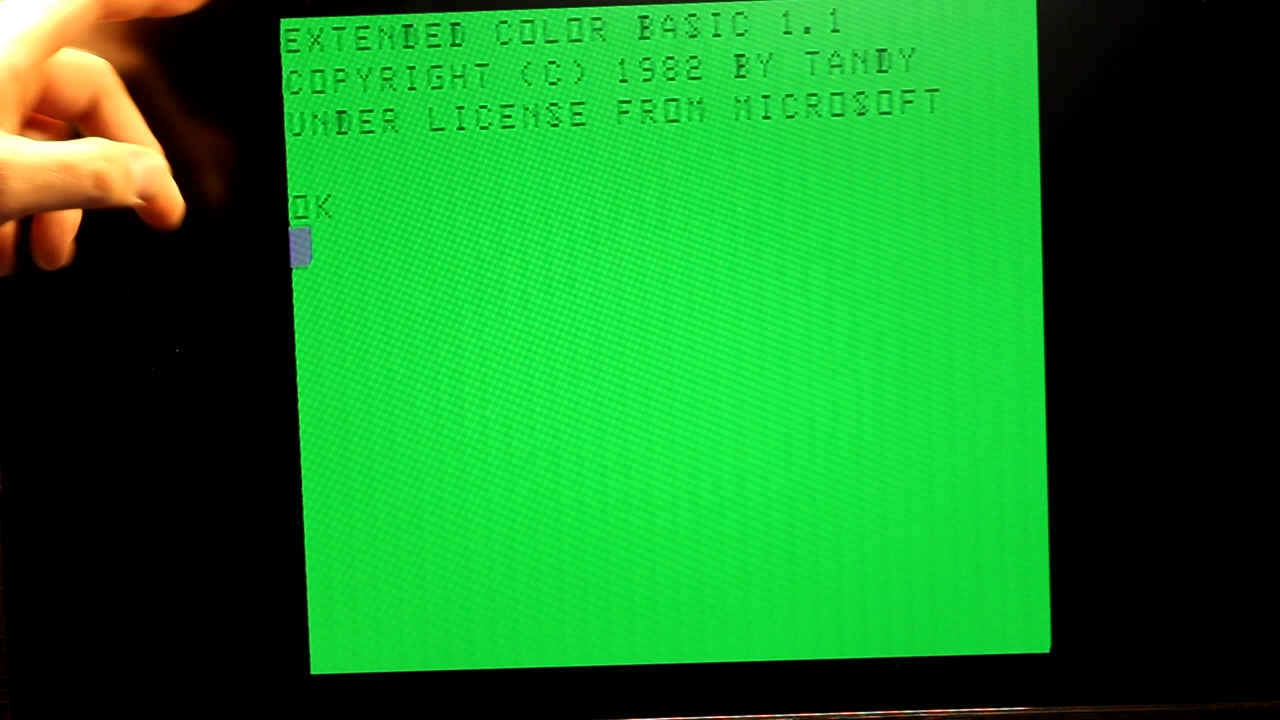 EXTENDED COLOR BASIC 1.1
COPYRIGHT (C) 1982 BY TANDY
UNDER LICENSE FROM MICROSOFT
OK